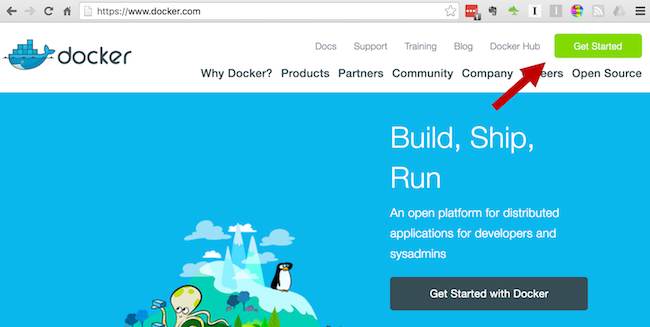 https://www.docker.com
docker
Docs Support Training Blog Docker Hub Get Started
Why Docker? Products Partners Community Company eers Open Source
Build, Ship,
Run
An open platform for distributed
applications for developers and
sysadmins
Get Started with Docker